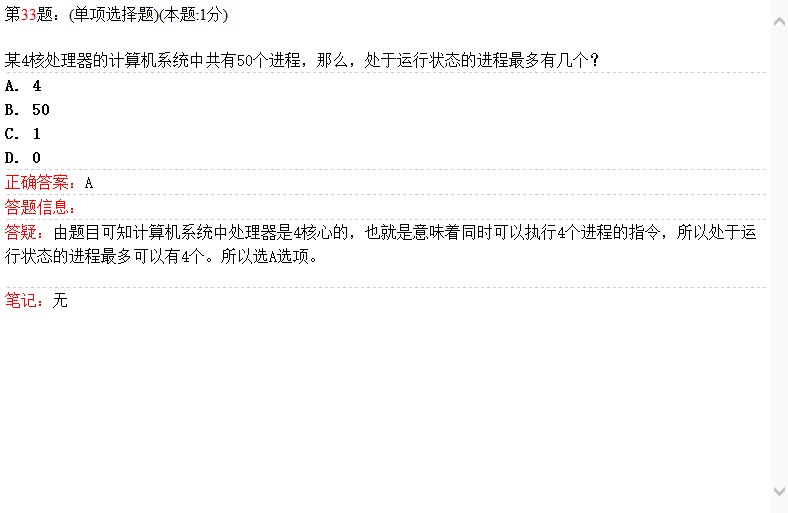 第33题：(单项选择题)(本题:1分)
某4核处理器的计算机系统中共有50个进程，那么，处于运行状态的进程最多有几个？
A. 4
B. 50
C. 1
D. 0
正确答案：A
答题信息：
答疑：由题目可知计算机系统中处理器是4核心的，也就是意味着同时可以执行4个进程的指令，所以处于运
行状态的进程最多可以有4个。所以选A选项。
笔记：无